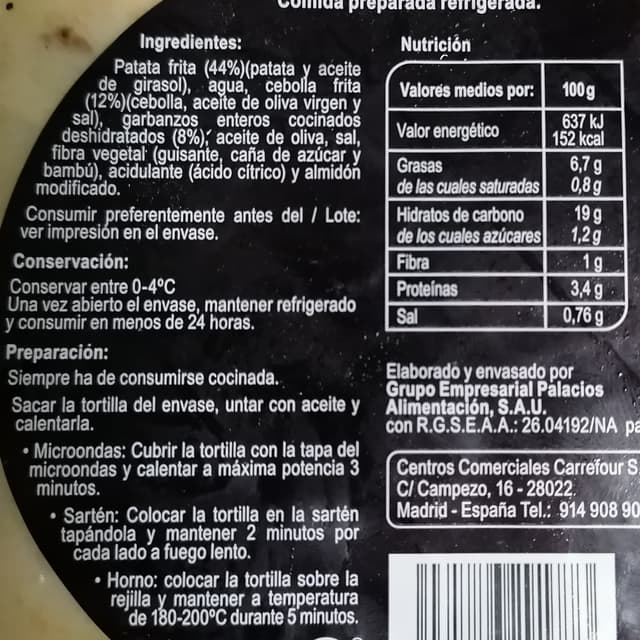 Comida preparada refrigerada.
Ingredientes:
Patata frita (44%)(patata y aceite
de girasol), agua, cebolla frita
(12%)(cebolla, aceite de oliva virgen y
sal), garbanzos enteros cocinados
deshidratados (8%), aceite de oliva, sal,
fibra vegetal (guisante, caña de azúcar y
bambú), acidulante (ácido cítrico) y almidón
modificado.
Consumir preferentemente antes del / Lote:
ver impresión en el envase.
Conservación:
Conservar entre 0-4ºC
Una vez abierto el envase, mantener refrigerado
y consumir en menos de 24 horas.
Preparación:
Siempre ha de consumirse cocinada.
Sacar la tortilla del envase, untar con aceite y
calentarla.
• Microondas: Cubrir la tortilla con la tapa del
microondas y calentar a máxima potencia 3
minutos.
• Sartén: Colocar la tortilla en la sartén
tapándola y mantener 2 minutos por
cada lado a fuego lento.
• Horno: colocar la tortilla sobre la
rejilla y mantener a temperatura
de 180-200ºC durante 5 minutos.
Nutrición
Valores medios por: 100 g
Valor energético 637 kJ
152 kcal
Grasas 6,7 g
de las cuales saturadas 0,8 g
Hidratos de carbono 19 g
de los cuales azúcares 1,2 g
Fibra 1 g
Proteínas 3,4 g
Sal 0,76 g
Elaborado y envasado por
Grupo Empresarial Palacios
Alimentación, S.A.U.
con R.G.S.E.A.A.: 26.04192/NA pa
Centros Comerciales Carrefour S
C/ Campezo, 16 - 28022.
Madrid - España Tel.: 914 908 90